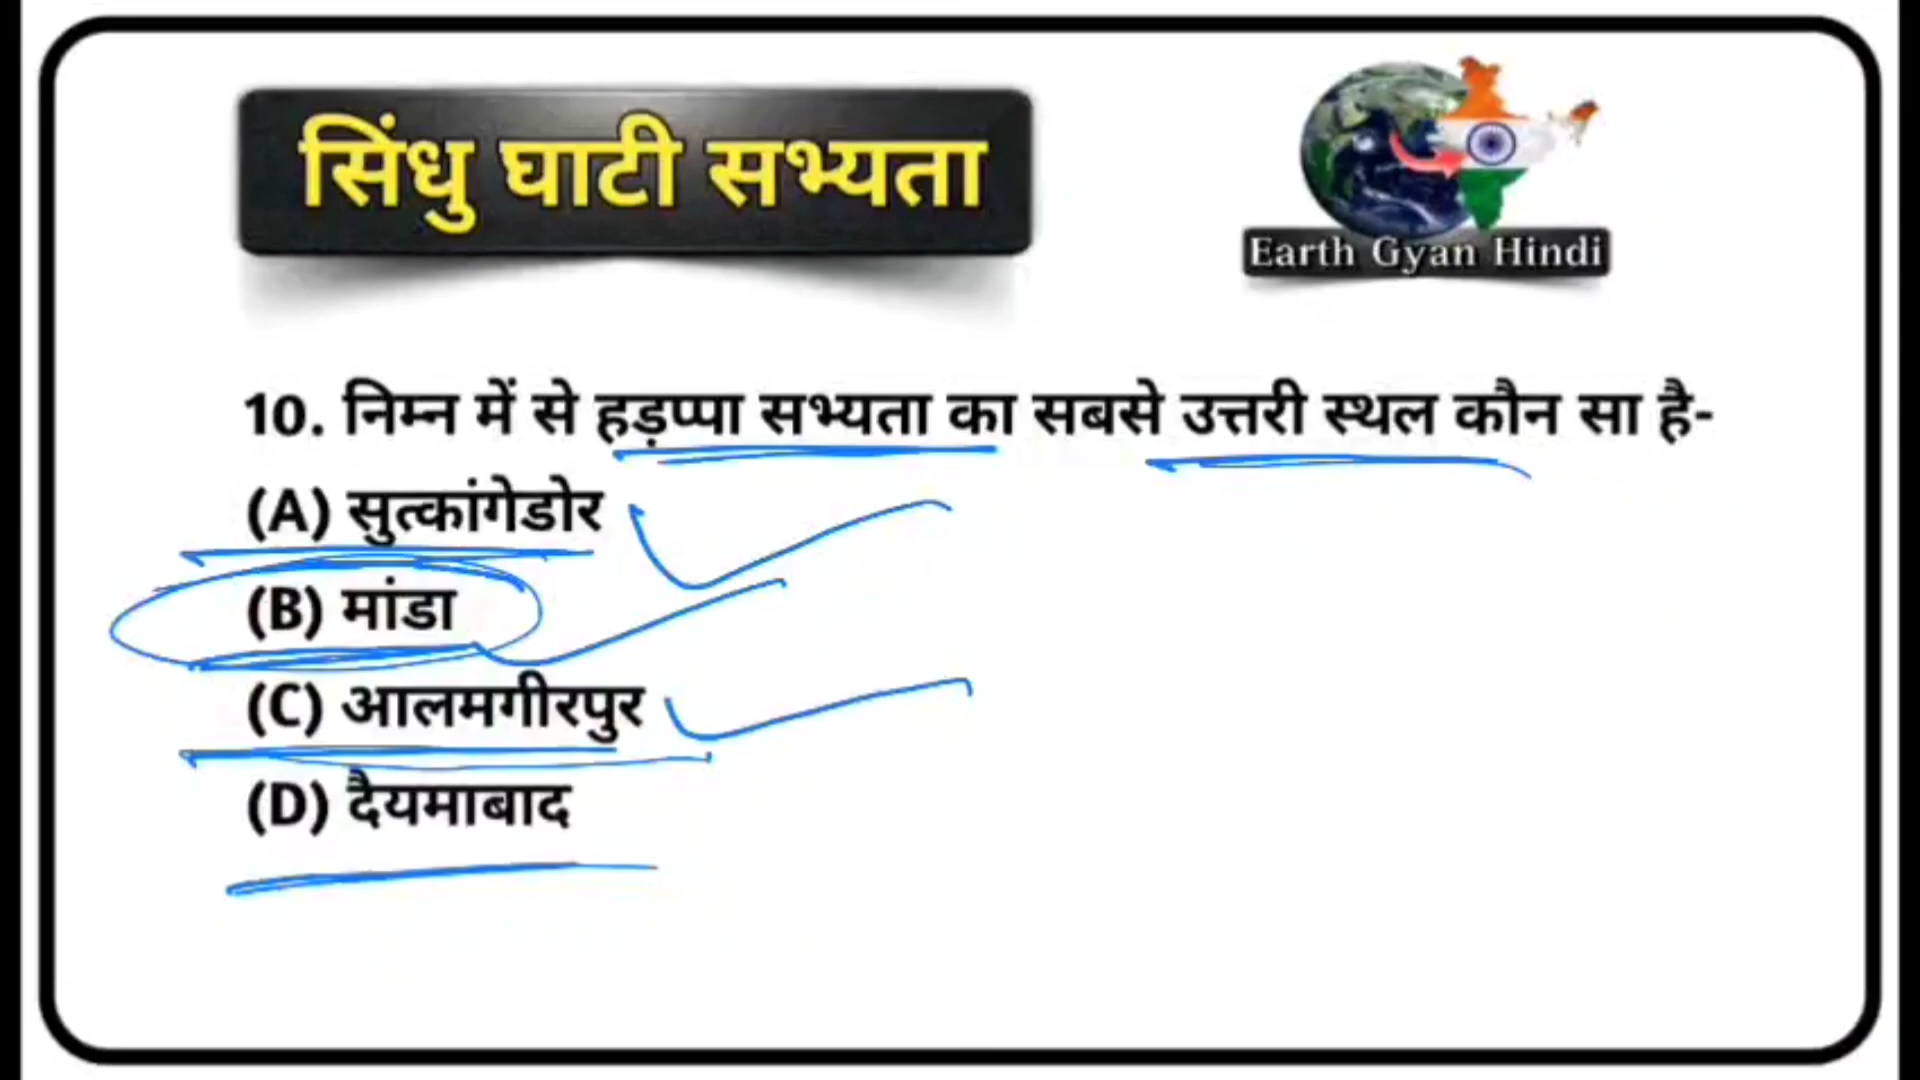 सिंधु घाटी सभ्यता
Earth Gyan Hindi
10. निम्न में से हड़प्पा सभ्यता का सबसे उत्तरी स्थल कौन सा है-
(A) सुत्कांगेडोर
(B) मांडा
(C) आलमगीरपुर
(D) दैयमाबाद